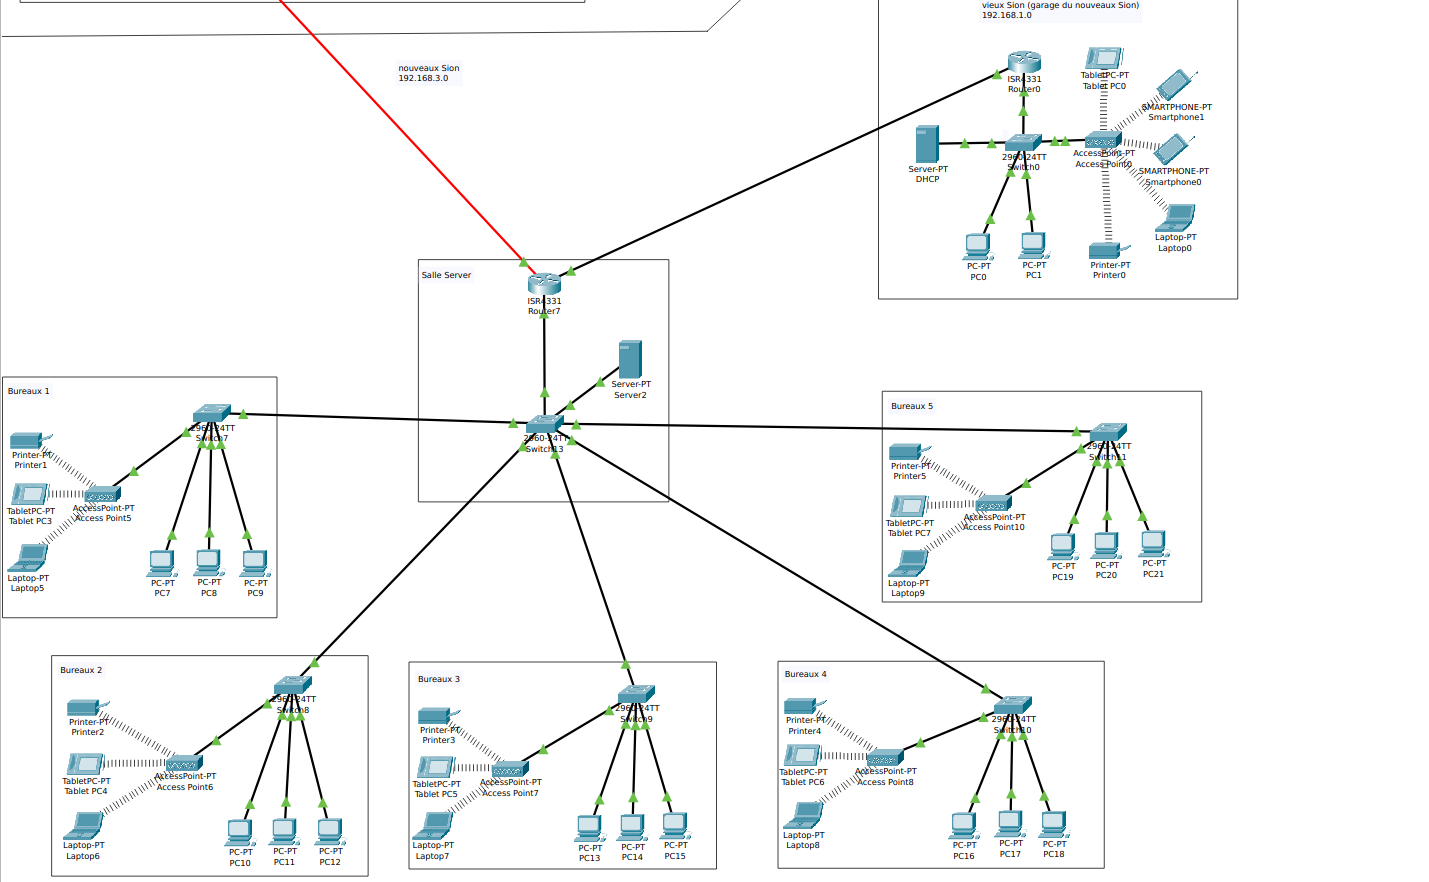 vieux Sion (garage du nouveaux Sion)
192.168.1.0
nouveaux Sion
192.168.3.0
ISR4331
Router0
TabletPC-PT
Tablet PC0
SMARTPHONE-PT
Smartphone1
Server-PT
DHCP
2960-24TT
Switch0
AccessPoint-PT
Access Point0
SMARTPHONE-PT
Smartphone0
Laptop-PT
Laptop0
PC-PT
PC0
PC-PT
PC1
Printer-PT
Printer0
Salle Server
ISR4331
Router7
Server-PT
Server2
2960-24TT
Switch13
Bureaux 1
2960-24TT
Switch7
Printer-PT
Printer1
TabletPC-PT
Tablet PC3
AccessPoint-PT
Access Point5
Laptop-PT
Laptop5
PC-PT
PC7
PC-PT
PC8
PC-PT
PC9
Bureaux 5
2960-24TT
Switch11
Printer-PT
Printer5
TabletPC-PT
Tablet PC7
AccessPoint-PT
Access Point10
Laptop-PT
Laptop9
PC-PT
PC19
PC-PT
PC20
PC-PT
PC21
Bureaux 2
2960-24TT
Switch8
Printer-PT
Printer2
TabletPC-PT
Tablet PC4
AccessPoint-PT
Access Point6
Laptop-PT
Laptop6
PC-PT
PC10
PC-PT
PC11
PC-PT
PC12
Bureaux 3
2960-24TT
Switch9
Printer-PT
Printer3
TabletPC-PT
Tablet PC5
AccessPoint-PT
Access Point7
Laptop-PT
Laptop7
PC-PT
PC13
PC-PT
PC14
PC-PT
PC15
Bureaux 4
2960-24TT
Switch10
Printer-PT
Printer4
TabletPC-PT
Tablet PC6
AccessPoint-PT
Access Point8
Laptop-PT
Laptop8
PC-PT
PC16
PC-PT
PC17
PC-PT
PC18